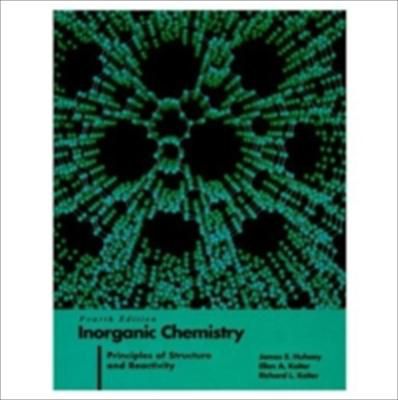 Fourth Edition
Inorganic Chemistry
Principles of Structure
and Reactivity
James E. Huheey
Ellen A. Keiter
Richard L. Keiter